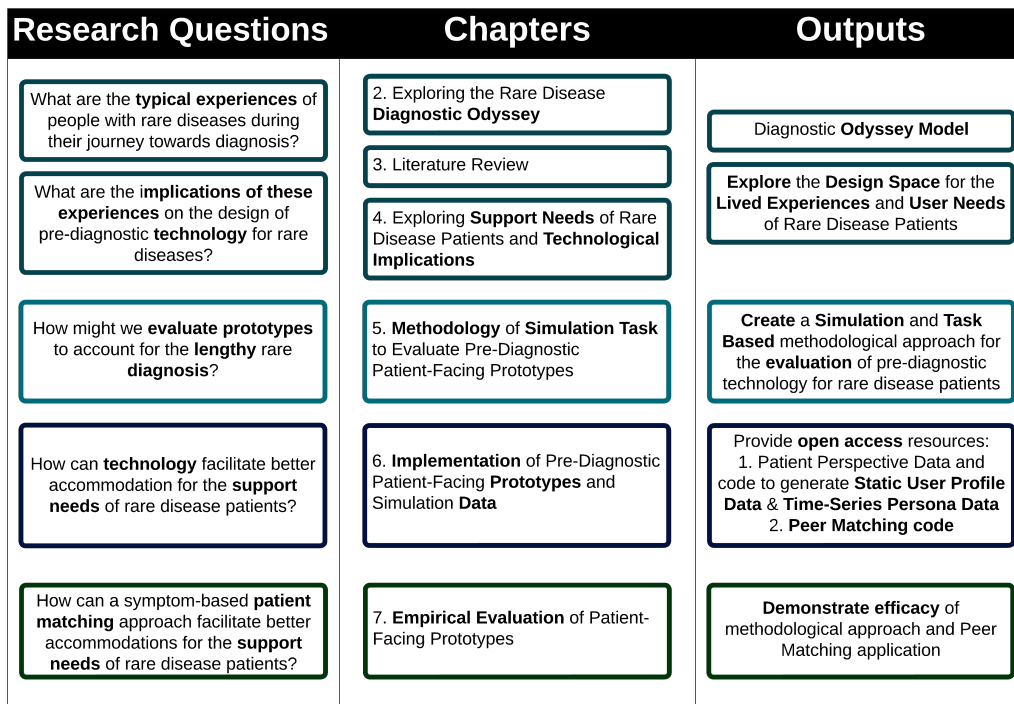 Research Questions
Chapters
Outputs
What are the typical experiences of
people with rare diseases during
their journey towards diagnosis?
What are the implications of these
experiences on the design of
pre-diagnostic technology for rare
diseases?
How might we evaluate prototypes
to account for the lengthy rare
diagnosis?
How can technology facilitate better
accommodation for the support
needs of rare disease patients?
How can a symptom-based patient
matching approach facilitate better
accommodations for the support
needs of rare disease patients?
2. Exploring the Rare Disease
Diagnostic Odyssey
3. Literature Review
4. Exploring Support Needs of Rare
Disease Patients and Technological
Implications
5. Methodology of Simulation Task
to Evaluate Pre-Diagnostic
Patient-Facing Prototypes
6. Implementation of Pre-Diagnostic
Patient-Facing Prototypes and
Simulation Data
7. Empirical Evaluation of Patient-
Facing Prototypes
Diagnostic Odyssey Model
Explore the Design Space for the
Lived Experiences and User Needs
of Rare Disease Patients
Create a Simulation and Task
Based methodological approach for
the evaluation of pre-diagnostic
technology for rare disease patients
Provide open access resources:
1. Patient Perspective Data and
code to generate Static User Profile
Data & Time-Series Persona Data
2. Peer Matching code
Demonstrate efficacy of
methodological approach and Peer
Matching application